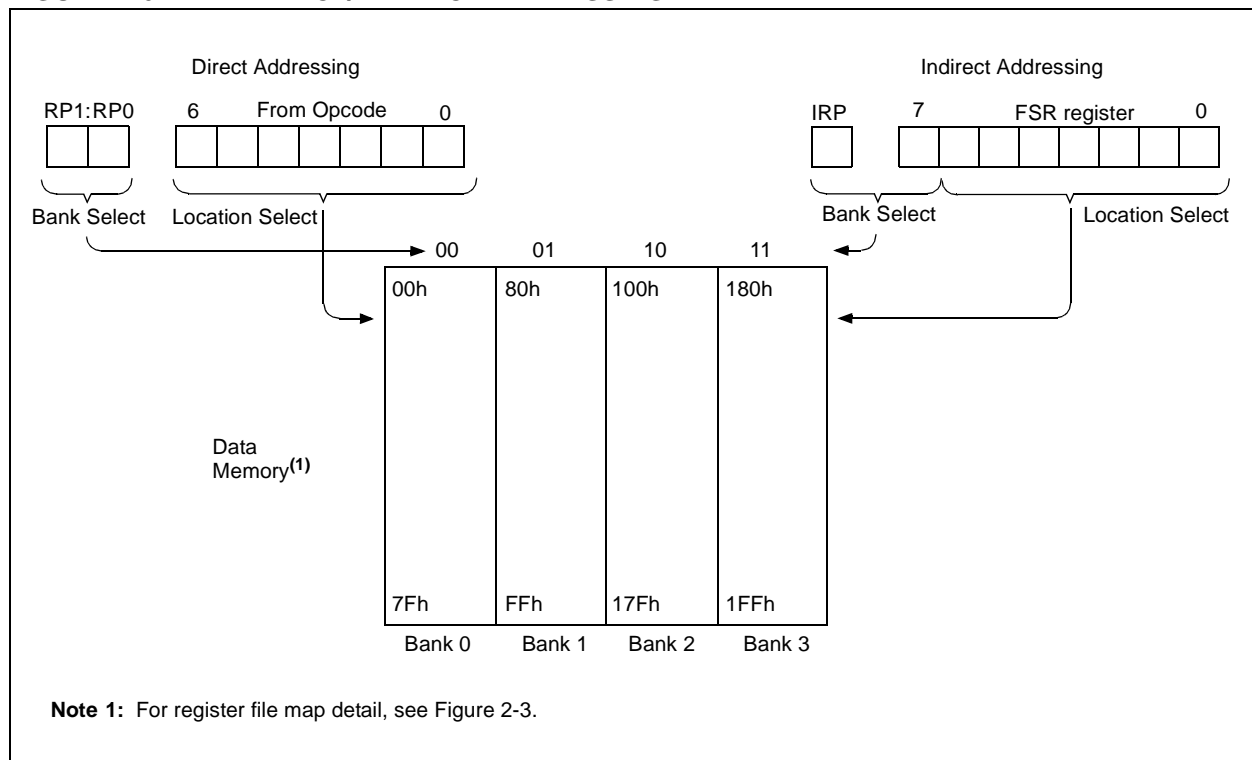 Direct Addressing
Indirect Addressing
RP1:RP0 6 From Opcode 0
IRP 7 FSR register 0
Bank Select Location Select
Bank Select Location Select
00 01 10 11
00h 80h 100h 180h
Data
Memory(1)
7Fh FFh 17Fh 1FFh
Bank 0 Bank 1 Bank 2 Bank 3
Note 1: For register file map detail, see Figure 2-3.